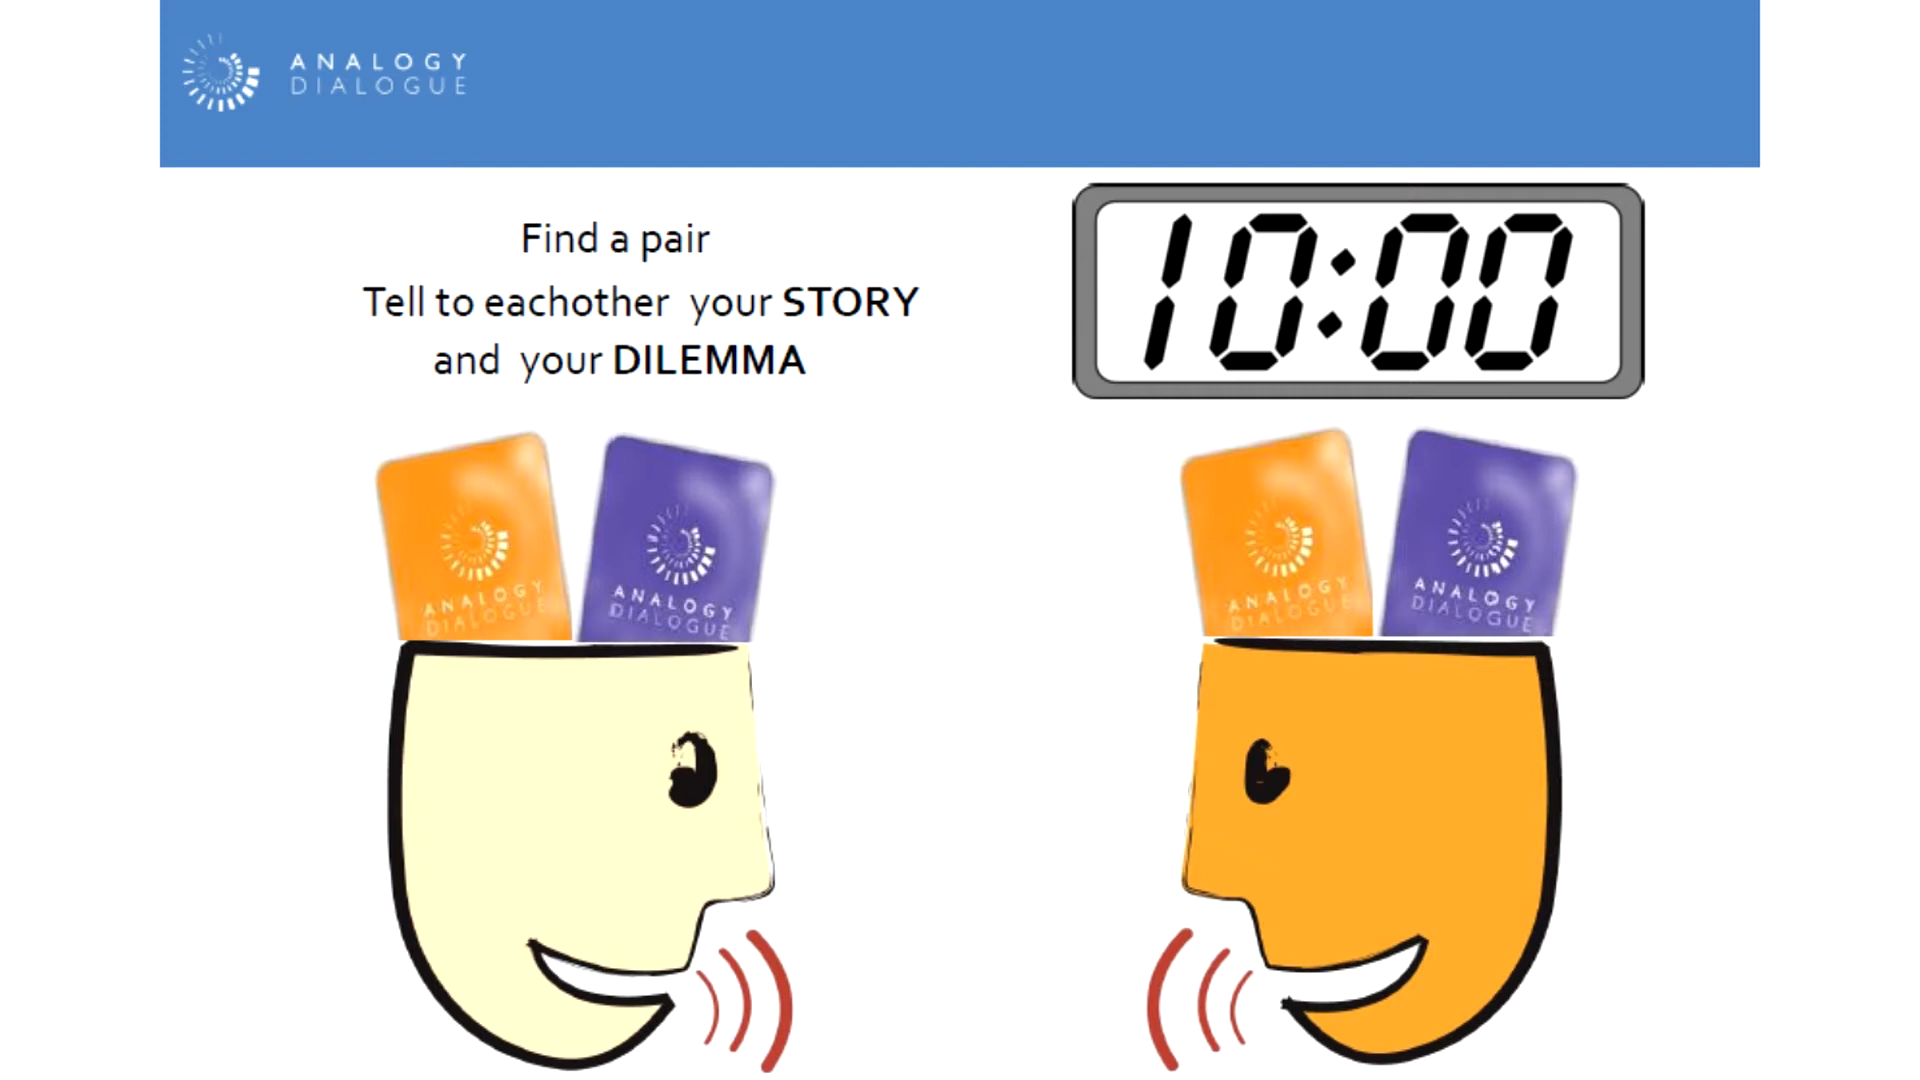 ANALOGY
DIALOGUE
Find a pair
Tell to eachother your STORY
and your DILEMMA
10:00
ANALOGY
DIALOGUE
ANALOGY
DIALOGUE
ANALOGY
DIALOGUE
ANALOGY
DIALOGUE